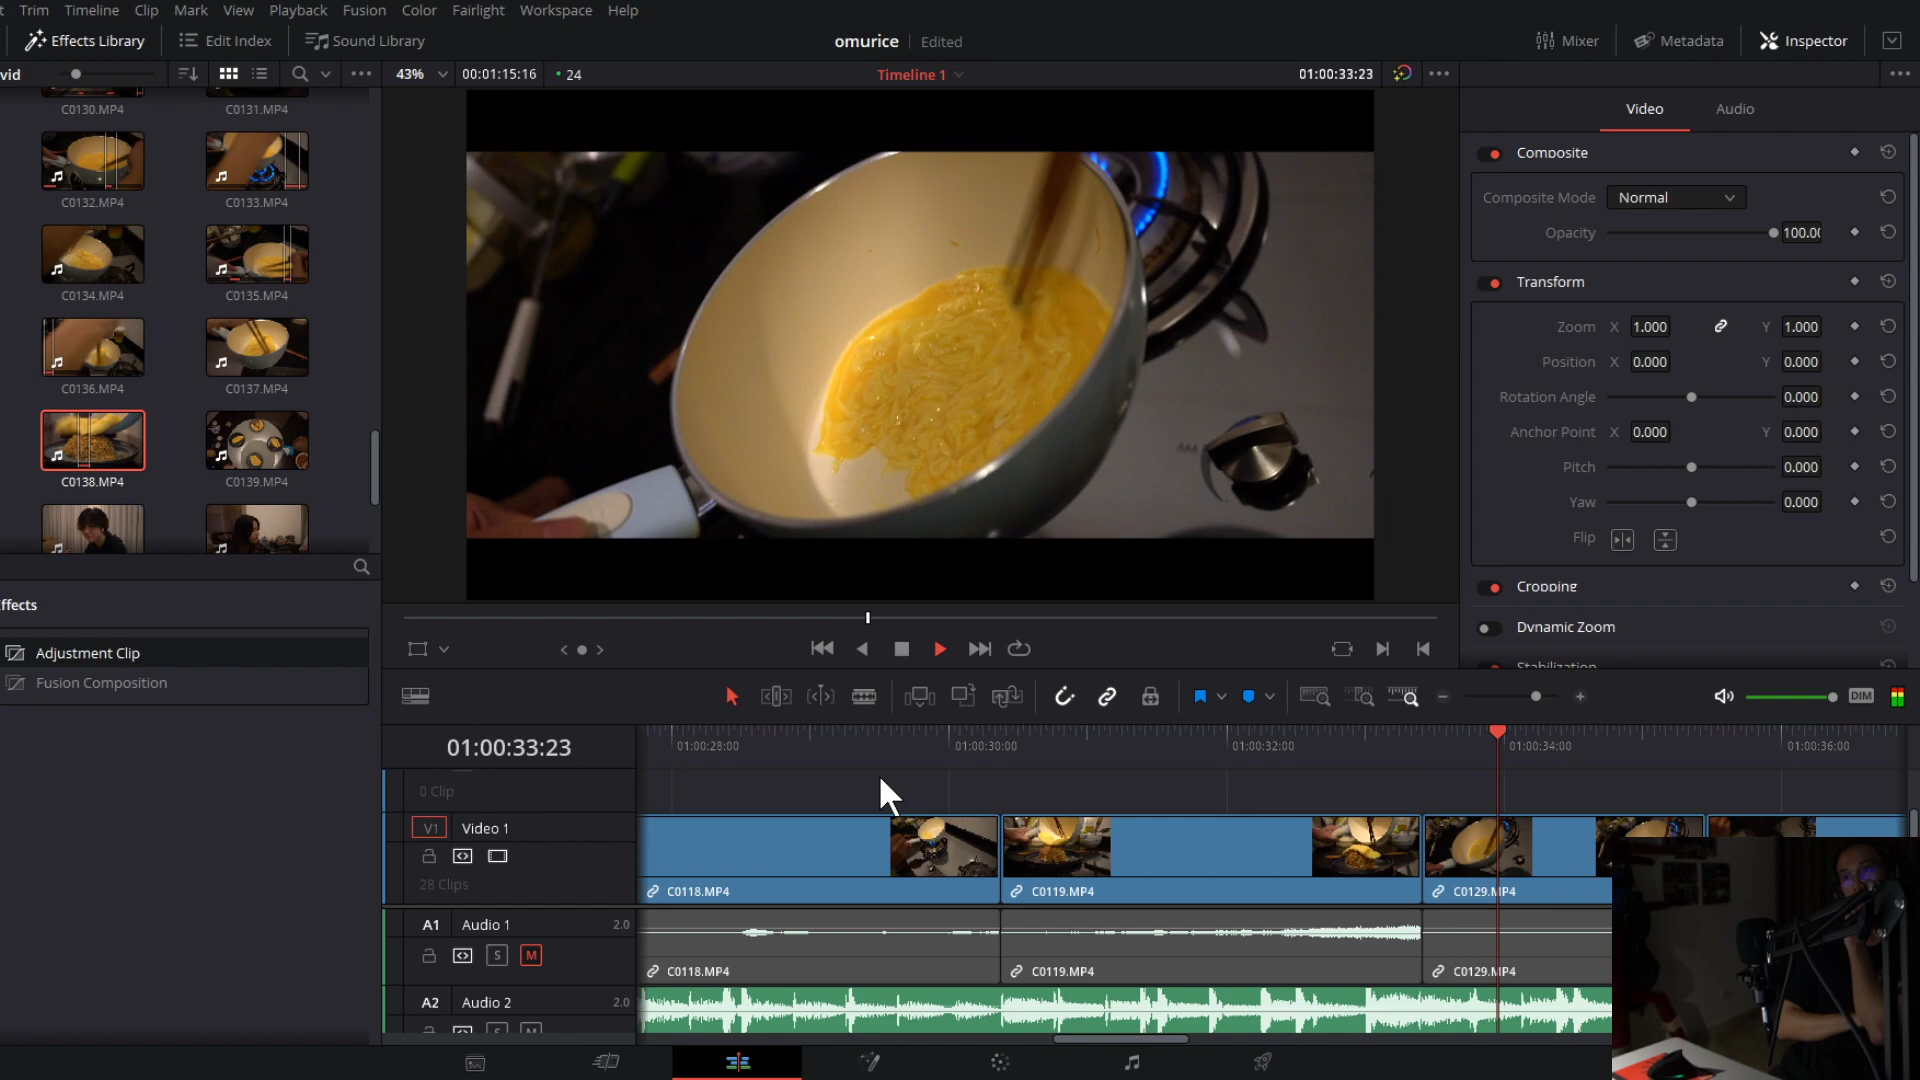 Trim Timeline Clip Mark View Playback Fusion Color Fairlight Workspace Help
Effects Library Edit Index Sound Library omurice Edited Mixer Metadata Inspector
vid 43% 00:01:15:16 24 Timeline 1 01:00:33:23
C0130.MP4 C0131.MP4
C0132.MP4 C0133.MP4
C0134.MP4 C0135.MP4
C0136.MP4 C0137.MP4
C0138.MP4 C0139.MP4
ffects
Adjustment Clip
Fusion Composition
Video Audio
Composite
Composite Mode Normal
Opacity 100.00
Transform
Zoom X 1.000 Y 1.000
Position X 0.000 Y 0.000
Rotation Angle 0.000
Anchor Point X 0.000 Y 0.000
Pitch 0.000
Yaw 0.000
Flip
Cropping
Dynamic Zoom
Stabilization
DIM
01:00:33:23 01:00:28:00 01:00:30:00 01:00:32:00 01:00:34:00 01:00:36:00
0 Clip
V1 Video 1
28 Clips
C0118.MP4 C0119.MP4 C0129.MP4
A1 Audio 1 2.0
S M
C0118.MP4 C0119.MP4 C0129.MP4
A2 Audio 2 2.0
S M